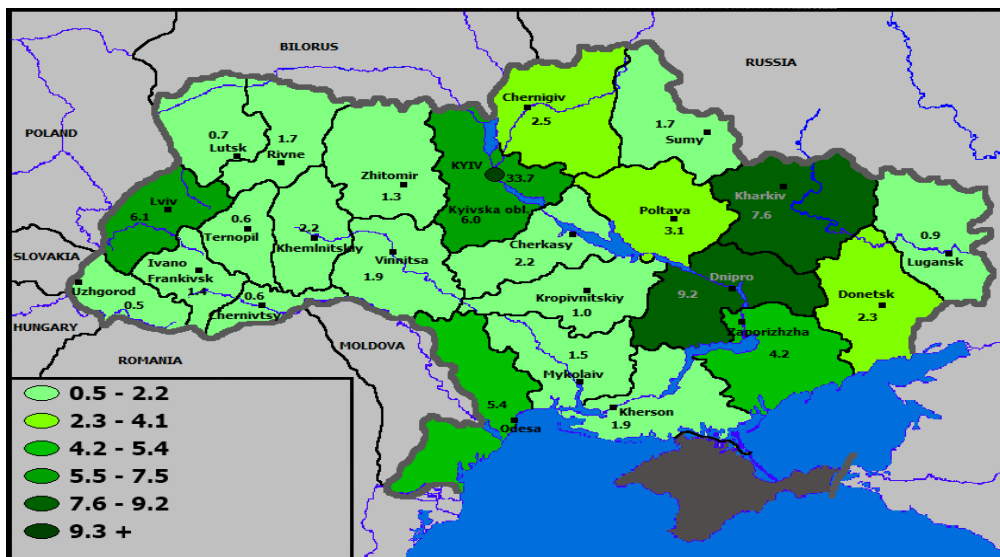 BILORUS
RUSSIA
Chernigiv
2.5
POLAND
0.7
Lutsk
1.7
Rivne
1.7
Sumy
KYIV
33.7
Zhitomir
1.3
Kharkiv
7.6
Lviv
6.1
Kyivska obl.
6.0
Poltava
3.1
0.6
Ternopil
2.2
Khemlnitskiy
Cherkasy
2.2
0.9
Lugansk
SLOVAKIA
Ivano
Frankivsk
1.4
Vinnitsa
1.9
Uzhgorod
0.5
0.6
Chernivtsy
Kropivnitskiy
1.0
Dnipro
9.2
Donetsk
2.3
HUNGARY
ROMANIA
MOLDOVA
Zaporizhzha
4.2
1.5
Mykolaiv
5.4
Odesa
Kherson
1.9
0.5 - 2.2
2.3 - 4.1
4.2 - 5.4
5.5 - 7.5
7.6 - 9.2
9.3 +